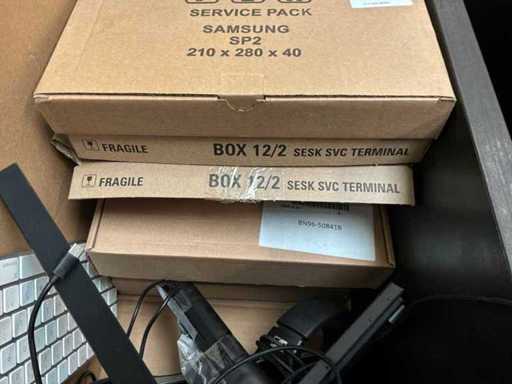 SERVICE PACK
SAMSUNG
SP2
210 x 280 x 40
FRAGILE BOX 12/2 SESK SVC TERMINAL
FRAGILE BOX 12/2 SESK SVC TERMINAL
BN96-50841B